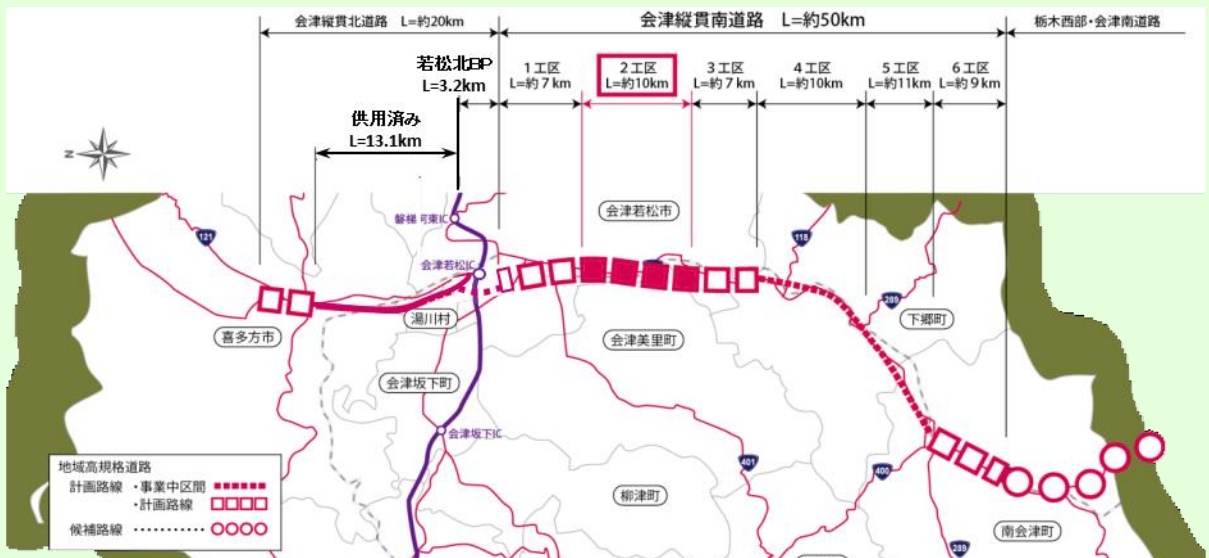 会津縦貫北道路 L=約20km
会津縦貫南道路 L=約50km
栃木西部・会津南道路
若松北BP
L=3.2km
1工区
L=約7km
2工区
L=約10km
3工区
L=約7km
4工区
L=約10km
5工区
L=約11km
6工区
L=約9km
供用済み
L=13.1km
N
会津若松市
121
118
会津若松IC
289
喜多方市
湯川村
下郷町
会津美里町
会津坂下町
会津坂下IC
401
400
柳津町
南会津町
289
地域高規格道路
計画路線 ・事業中区間
・計画路線
候補路線 ・・・・・・・・・・